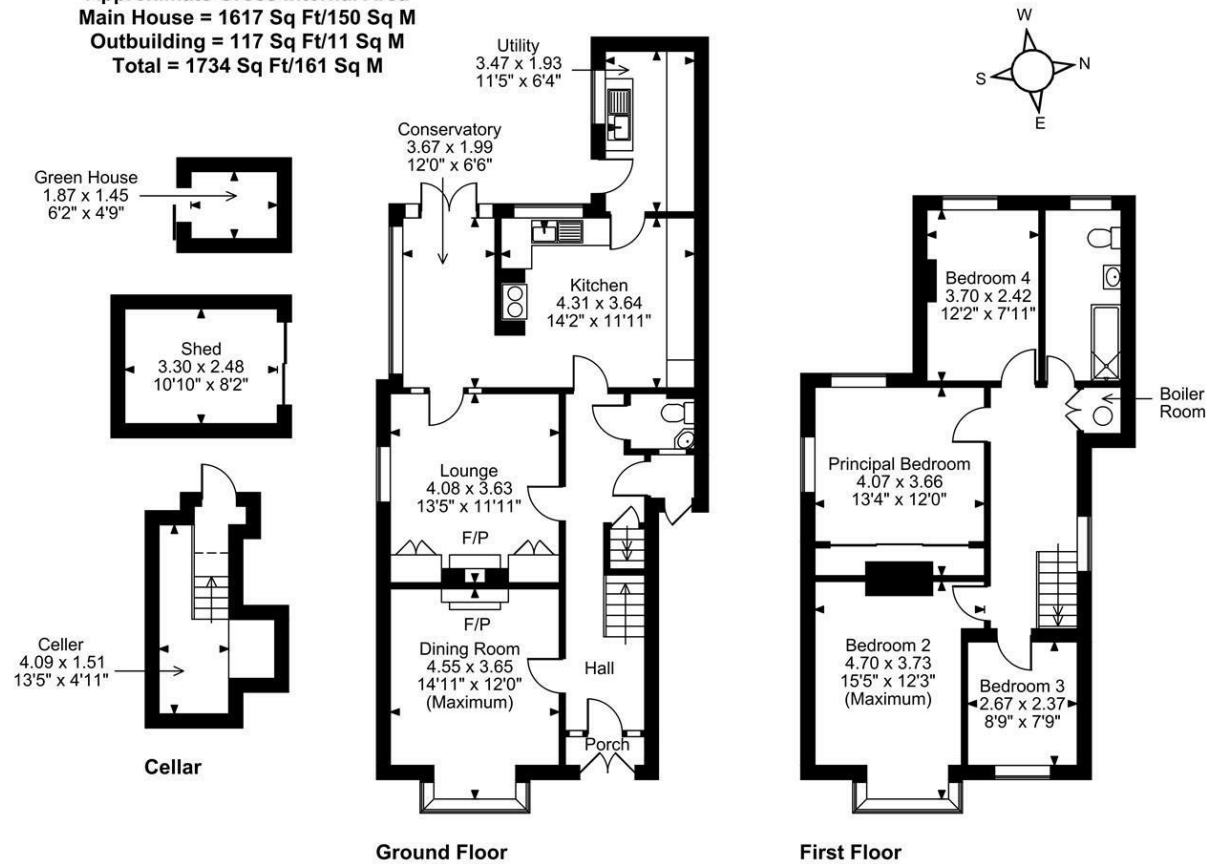 Approximate Gross Internal Area
Main House = 1617 Sq Ft/150 Sq M
Outbuilding = 117 Sq Ft/11 Sq M
Total = 1734 Sq Ft/161 Sq M
W
S
N
E
Utility
3.47 x 1.93
11'5" x 6'4"
Conservatory
3.67 x 1.99
12'0" x 6'6"
Green House
1.87 x 1.45
6'2" x 4'9"
Kitchen
4.31 x 3.64
14'2" x 11'11"
Shed
3.30 x 2.48
10'10" x 8'2"
Lounge
4.08 x 3.63
13'5" x 11'11"
F/P
F/P
Dining Room
4.55 x 3.65
14'11" x 12'0"
(Maximum)
Hall
Porch
Celler
4.09 x 1.51
13'5" x 4'11"
Cellar
Ground Floor
Bedroom 4
3.70 x 2.42
12'2" x 7'11"
Boiler
Room
Principal Bedroom
4.07 x 3.66
13'4" x 12'0"
Bedroom 2
4.70 x 3.73
15'5" x 12'3"
(Maximum)
Bedroom 3
2.67 x 2.37
8'9" x 7'9"
First Floor